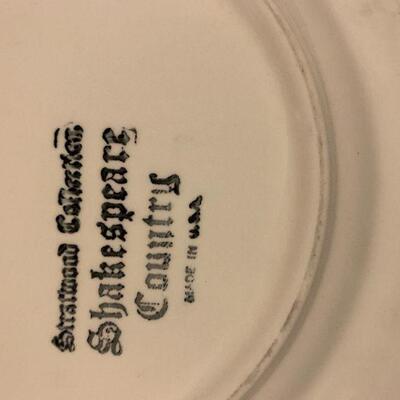 Stratwood Collection
Shakespeare
Country
MADE IN U.S.A.